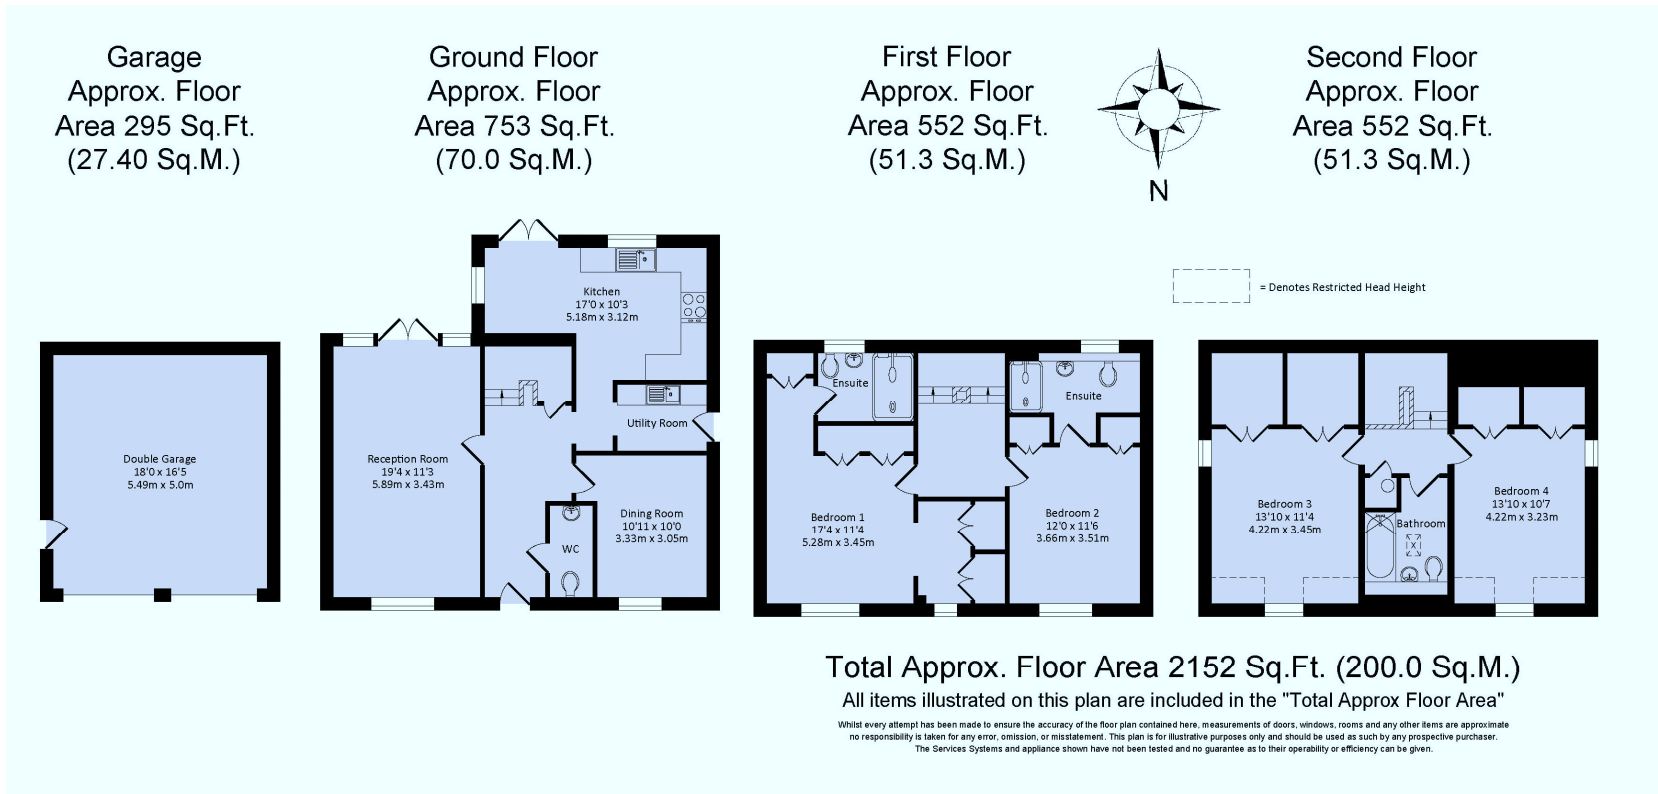 Garage
Approx. Floor
Area 295 Sq.Ft.
(27.40 Sq.M.)
Ground Floor
Approx. Floor
Area 753 Sq.Ft.
(70.0 Sq.M.)
First Floor
Approx. Floor
Area 552 Sq.Ft.
(51.3 Sq.M.)
N
Second Floor
Approx. Floor
Area 552 Sq.Ft.
(51.3 Sq.M.)
= Denotes Restricted Head Height
Double Garage
18'0 x 16'5
5.49m x 5.0m
Kitchen
17'0 x 10'3
5.18m x 3.12m
Utility Room
Reception Room
19'4 x 11'3
5.89m x 3.43m
Dining Room
10'11 x 10'0
3.33m x 3.05m
WC
Ensuite
Ensuite
Bedroom 1
17'4 x 11'4
5.28m x 3.45m
Bedroom 2
12'0 x 11'6
3.66m x 3.51m
Bedroom 3
13'10 x 11'4
4.22m x 3.45m
Bathroom
X
Bedroom 4
13'10 x 10'7
4.22m x 3.23m
Total Approx. Floor Area 2152 Sq.Ft. (200.0 Sq.M.)
All items illustrated on this plan are included in the "Total Approx Floor Area"
Whilst every attempt has been made to ensure the accuracy of the floor plan contained here, measurements of doors, windows, rooms and any other items are approximate
no responsibility is taken for any error, omission, or misstatement. This plan is for illustrative purposes only and should be used as such by any prospective purchaser.
The Services Systems and appliance shown have not been tested and no guarantee as to their operability or efficiency can be given.